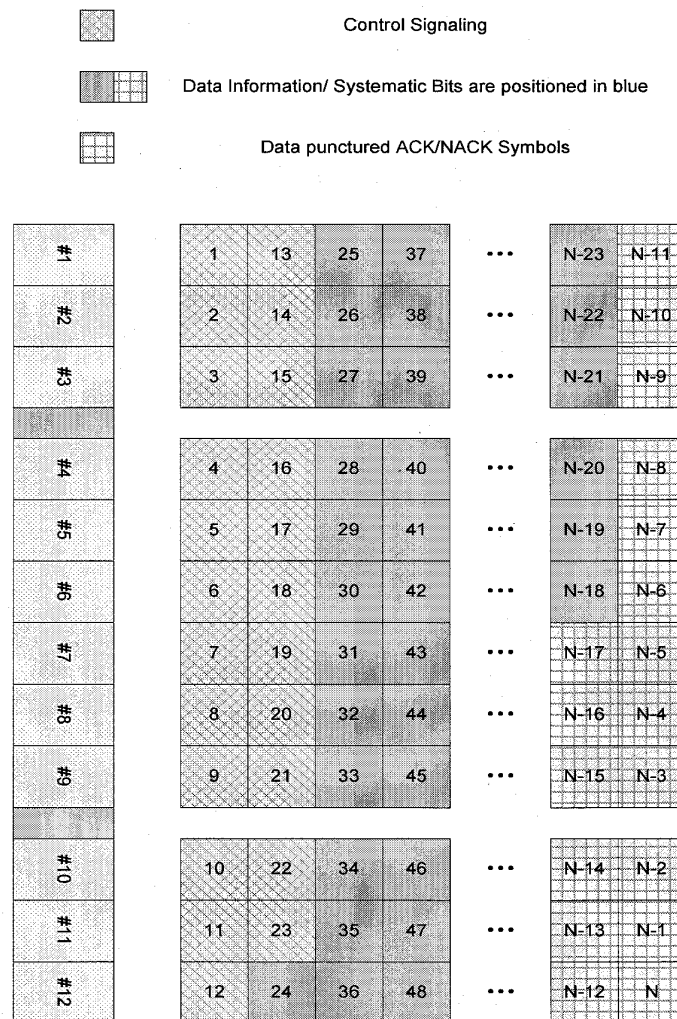 Control Signaling
Data Information/ Systematic Bits are positioned in blue
Data punctured ACK/NACK Symbols
#1 1 13 25 37 ••• N-23 N-11
#2 2 14 26 38 ••• N-22 N-10
#3 3 15 27 39 ••• N-21 N-9
#4 4 16 28 40 ••• N-20 N-8
#5 5 17 29 41 ••• N-19 N-7
#6 6 18 30 42 ••• N-18 N-6
#7 7 19 31 43 ••• N-17 N-5
#8 8 20 32 44 ••• N-16 N-4
#9 9 21 33 45 ••• N-15 N-3
#10 10 22 34 46 ••• N-14 N-2
#11 11 23 35 47 ••• N-13 N-1
#12 12 24 36 48 ••• N-12 N